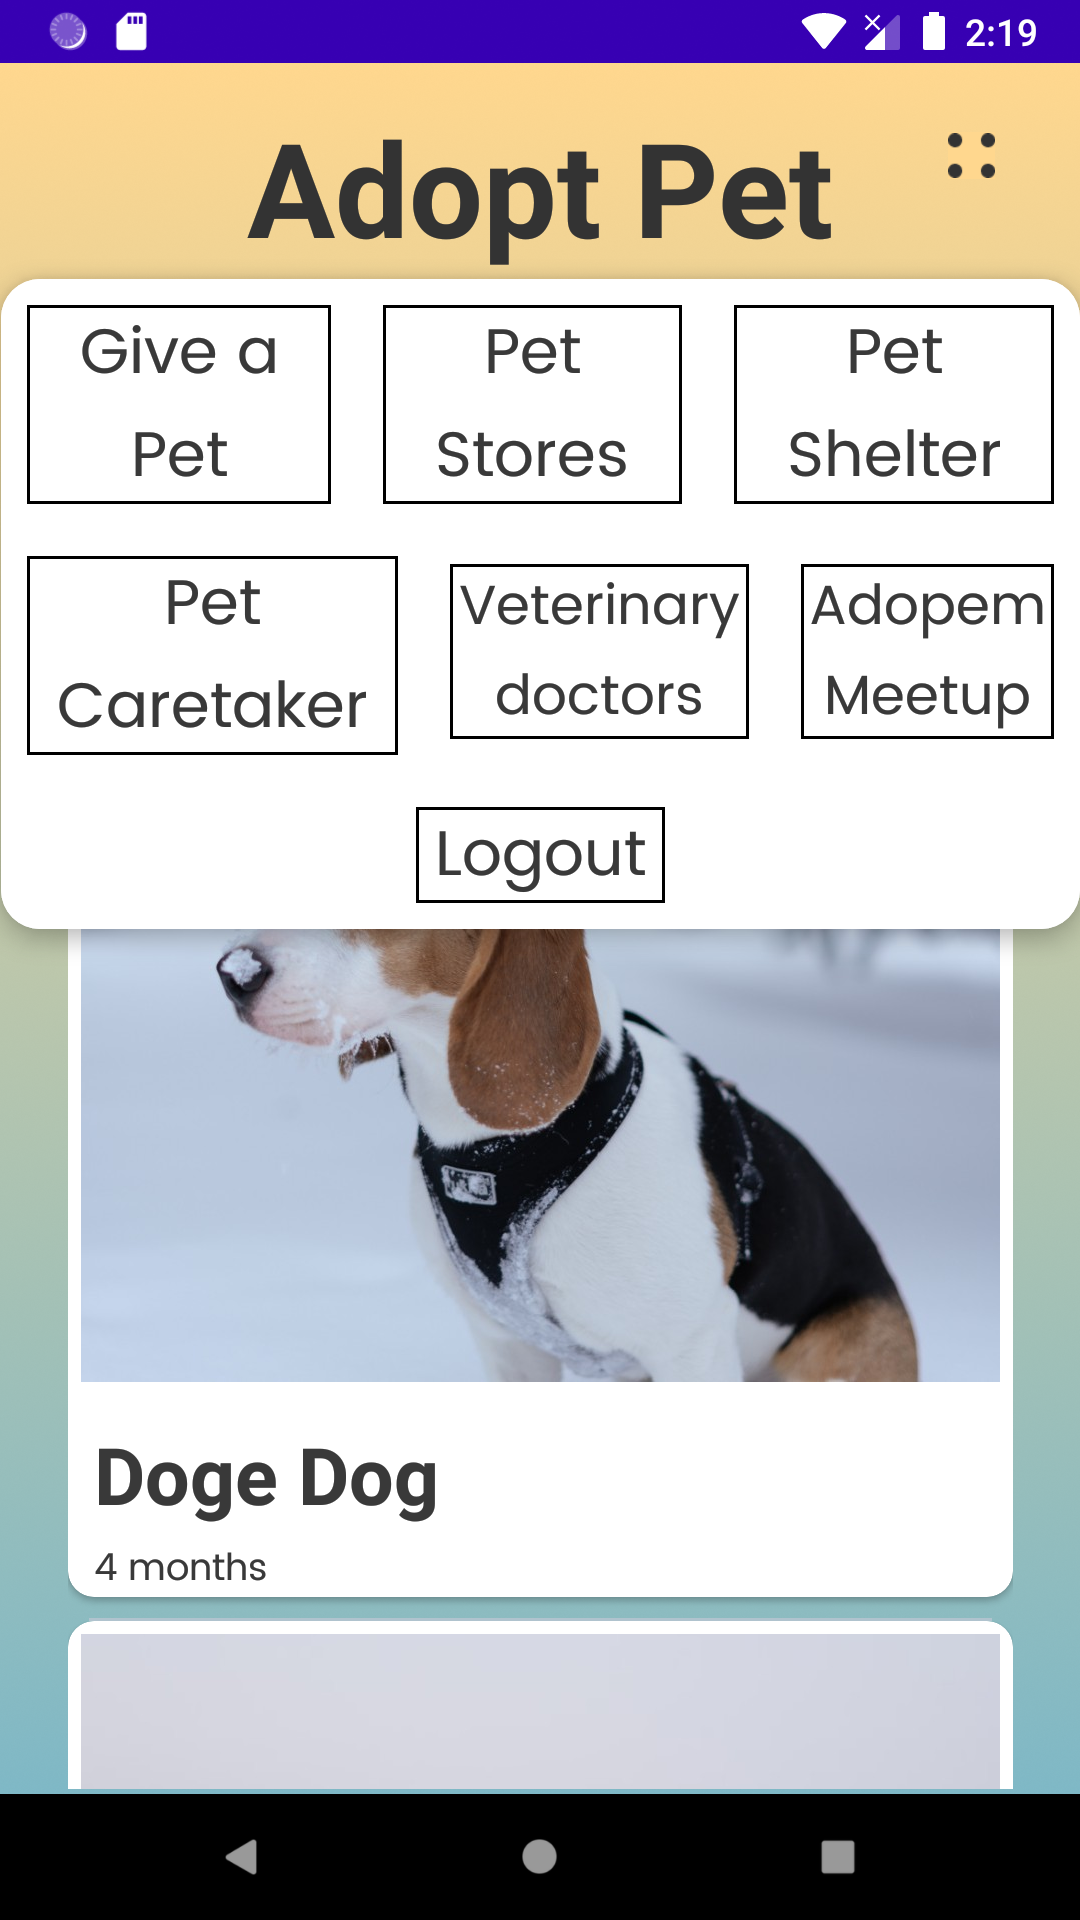 2:19
Adopt Pet
Give a
Pet
Pet
Stores
Pet
Shelter
Pet
Caretaker
Veterinary
doctors
Adopem
Meetup
Logout
Doge Dog
4 months